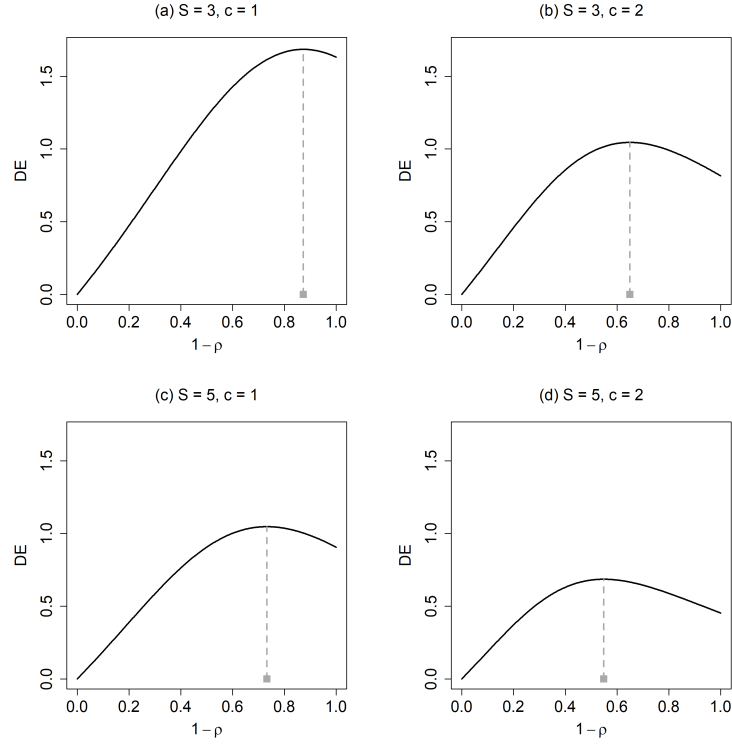 (a) S = 3, c = 1
(b) S = 3, c = 2
DE
0.0 0.5 1.0 1.5
0.0 0.2 0.4 0.6 0.8 1.0
1 − ρ
DE
0.0 0.5 1.0 1.5
0.0 0.2 0.4 0.6 0.8 1.0
1 − ρ
(c) S = 5, c = 1
(d) S = 5, c = 2
DE
0.0 0.5 1.0 1.5
0.0 0.2 0.4 0.6 0.8 1.0
1 − ρ
DE
0.0 0.5 1.0 1.5
0.0 0.2 0.4 0.6 0.8 1.0
1 − ρ